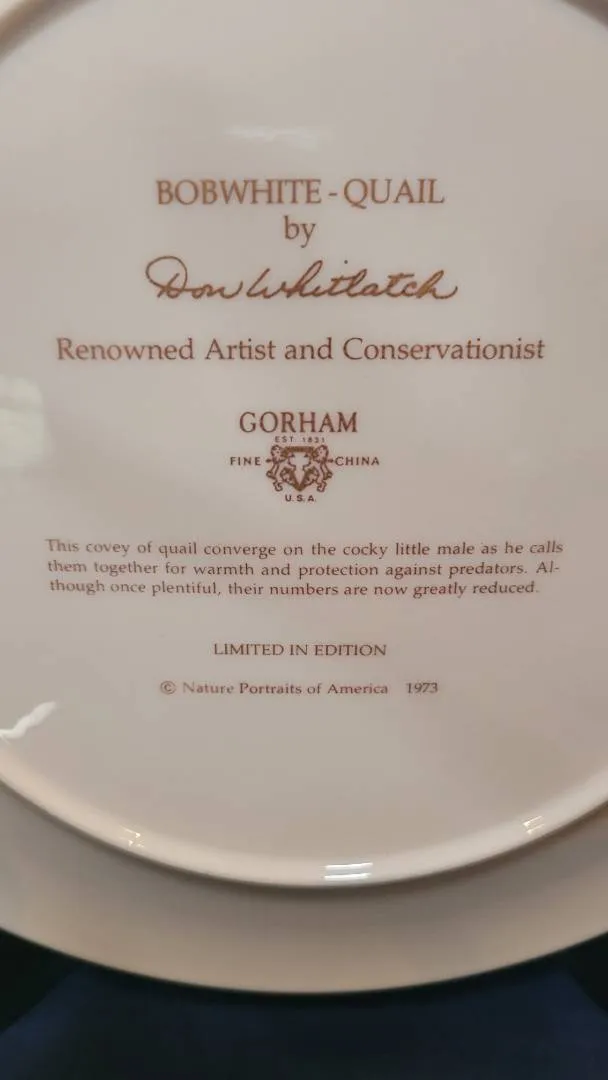 BOBWHITE - QUAIL
by
Don Whitlatch
Renowned Artist and Conservationist
GORHAM
EST. 1831
FINE CHINA
U.S.A.
This covey of quail converge on the cocky little male as he calls
them together for warmth and protection against predators. Al-
though once plentiful, their numbers are now greatly reduced.
LIMITED IN EDITION
© Nature Portraits of America 1973